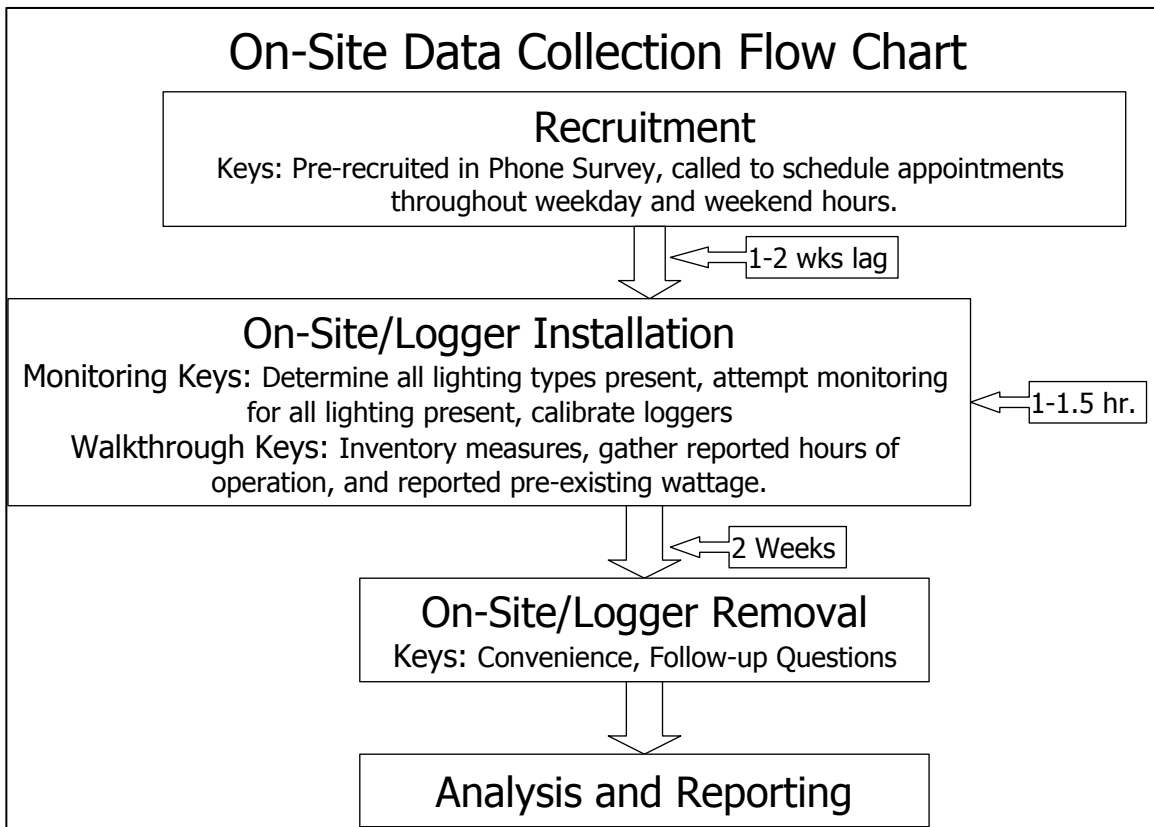 On-Site Data Collection Flow Chart
Recruitment
Keys: Pre-recruited in Phone Survey, called to schedule appointments
throughout weekday and weekend hours.
1-2 wks lag
On-Site/Logger Installation
Monitoring Keys: Determine all lighting types present, attempt monitoring
for all lighting present, calibrate loggers
Walkthrough Keys: Inventory measures, gather reported hours of
operation, and reported pre-existing wattage.
1-1.5 hr.
2 Weeks
On-Site/Logger Removal
Keys: Convenience, Follow-up Questions
Analysis and Reporting